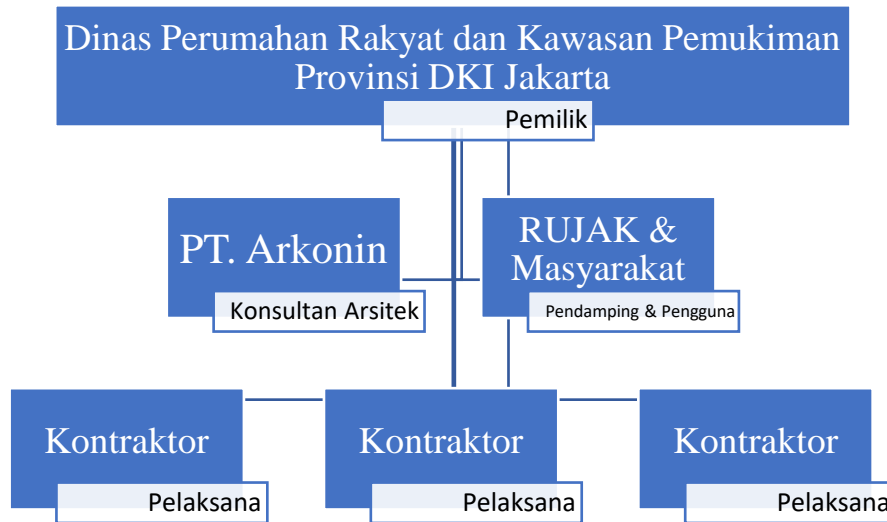 Dinas Perumahan Rakyat dan Kawasan Pemukiman
Provinsi DKI Jakarta
Pemilik
PT. Arkonin
Konsultan Arsitek
RUJAK &
Masyarakat
Pendamping & Pengguna
Kontraktor
Pelaksana
Kontraktor
Pelaksana
Kontraktor
Pelaksana